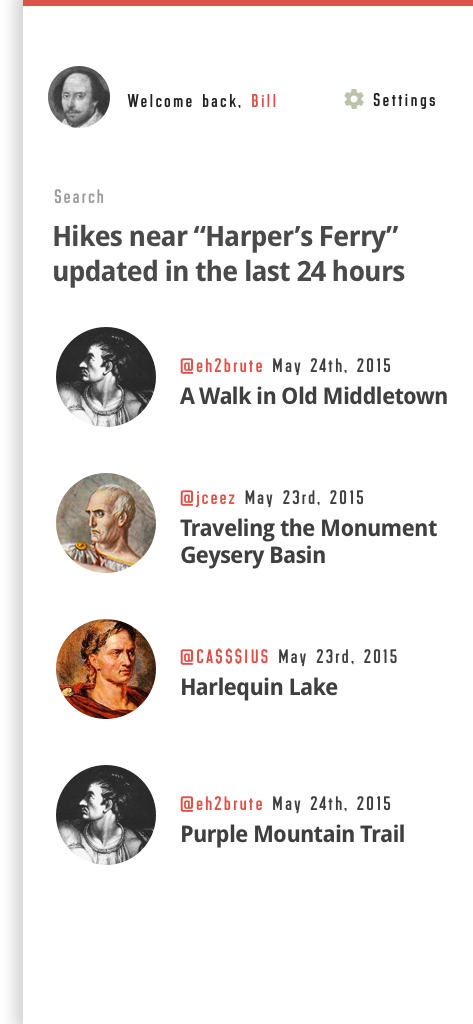 Welcome back, Bill
Settings
Search
Hikes near “Harper’s Ferry”
updated in the last 24 hours
@eh2brute May 24th, 2015
A Walk in Old Middletown
@jceez May 23rd, 2015
Traveling the Monument
Geysery Basin
@CA$$$IUS May 23rd, 2015
Harlequin Lake
@eh2brute May 24th, 2015
Purple Mountain Trail